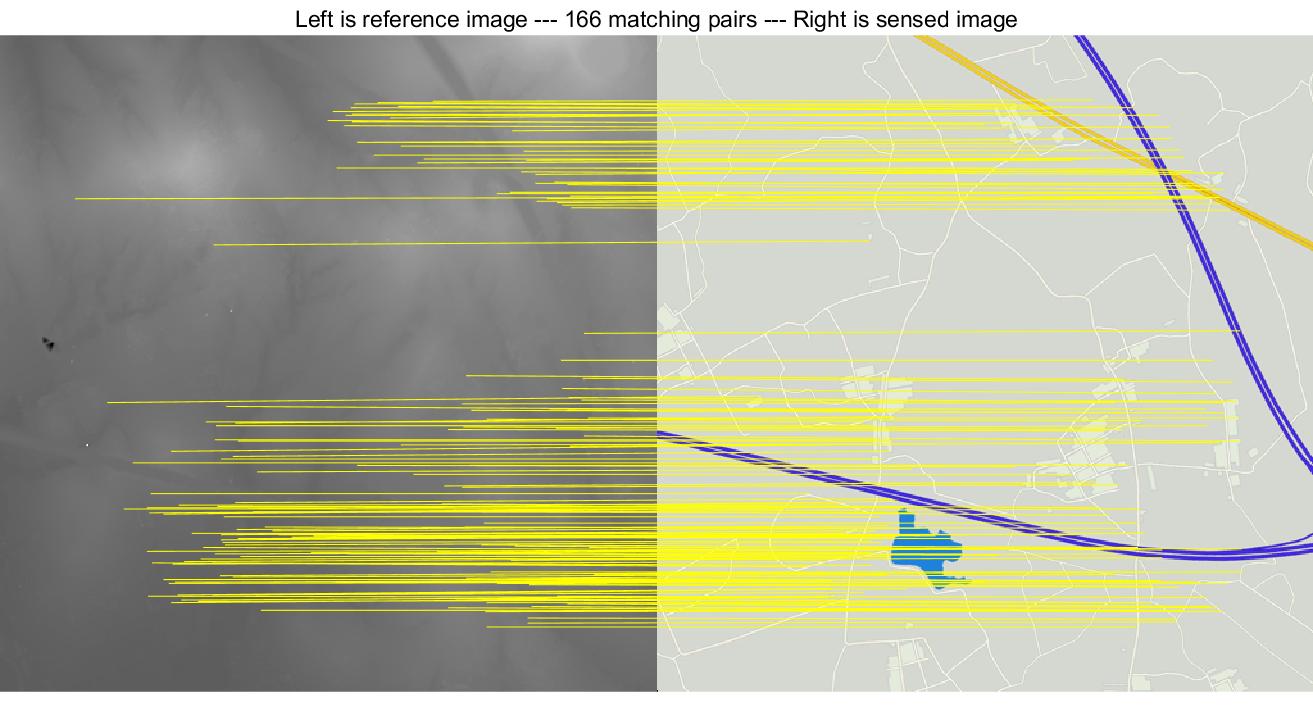 Left is reference image --- 166 matching pairs --- Right is sensed image